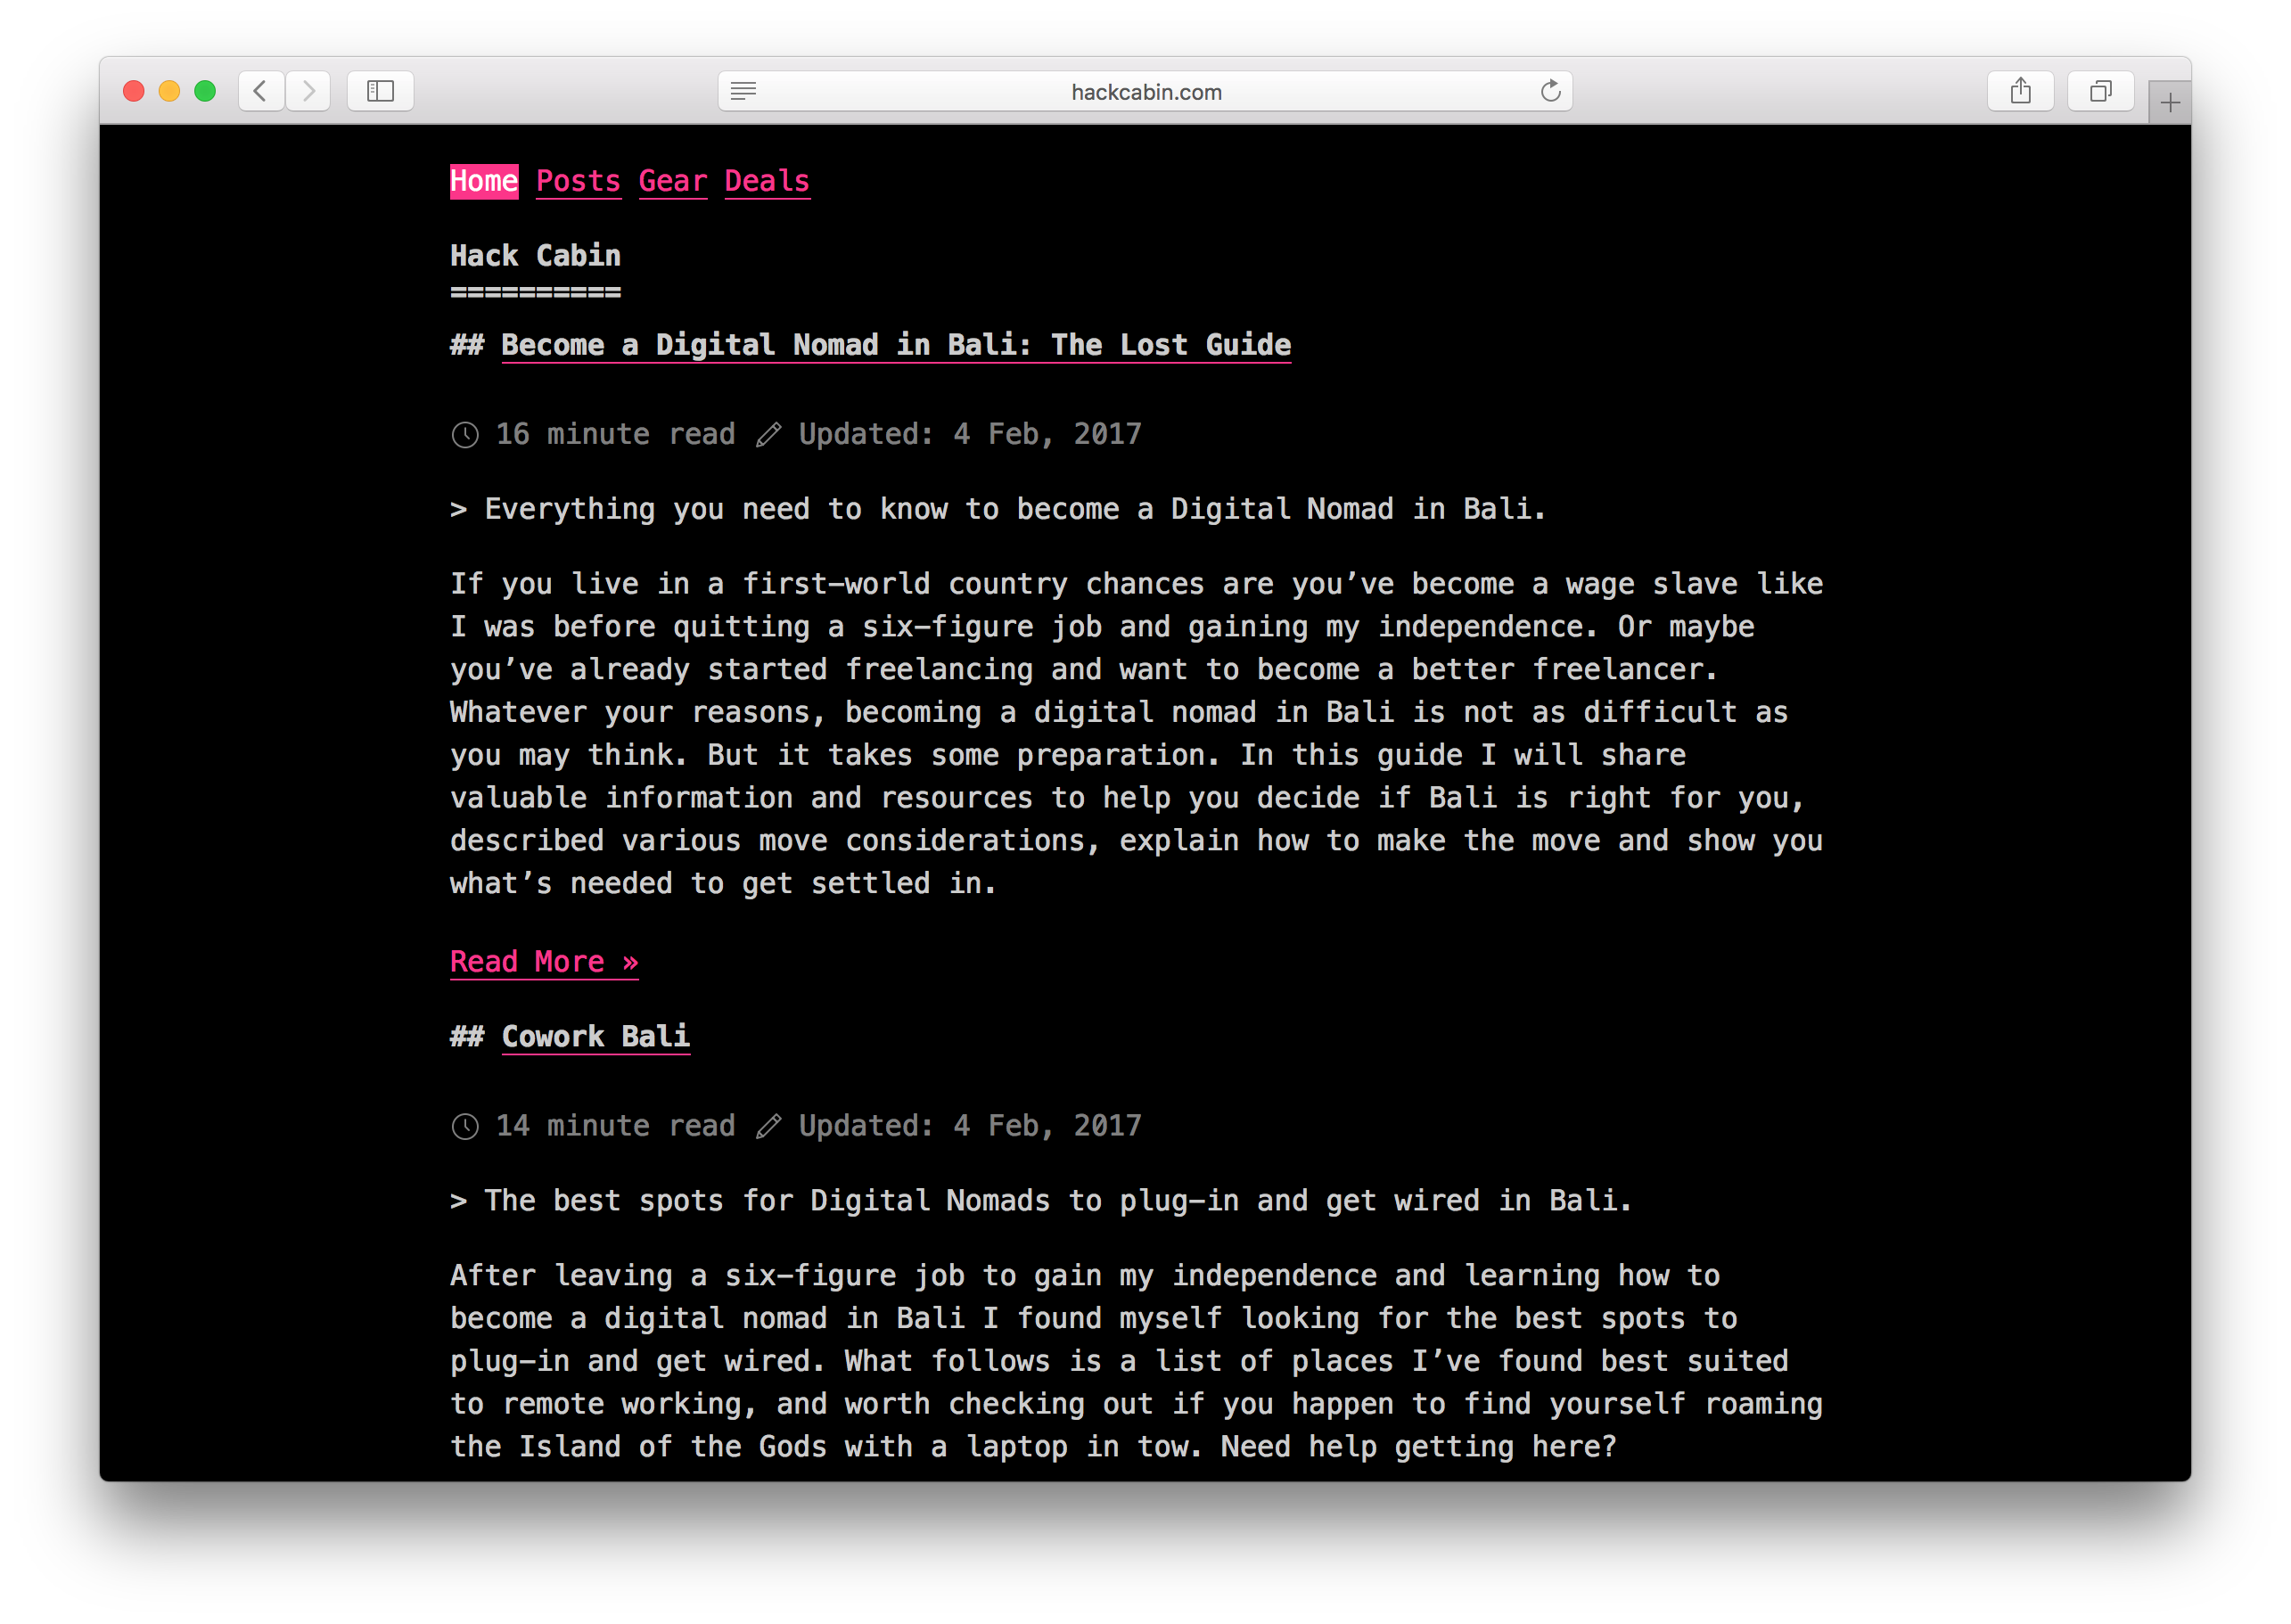 hackcabin.com
Home Posts Gear Deals
Hack Cabin
==========
## Become a Digital Nomad in Bali: The Lost Guide
16 minute read Updated: 4 Feb, 2017
> Everything you need to know to become a Digital Nomad in Bali.
If you live in a first-world country chances are you’ve become a wage slave like
I was before quitting a six-figure job and gaining my independence. Or maybe
you’ve already started freelancing and want to become a better freelancer.
Whatever your reasons, becoming a digital nomad in Bali is not as difficult as
you may think. But it takes some preparation. In this guide I will share
valuable information and resources to help you decide if Bali is right for you,
described various move considerations, explain how to make the move and show you
what’s needed to get settled in.
Read More »
## Cowork Bali
14 minute read Updated: 4 Feb, 2017
> The best spots for Digital Nomads to plug-in and get wired in Bali.
After leaving a six-figure job to gain my independence and learning how to
become a digital nomad in Bali I found myself looking for the best spots to
plug-in and get wired. What follows is a list of places I’ve found best suited
to remote working, and worth checking out if you happen to find yourself roaming
the Island of the Gods with a laptop in tow. Need help getting here?